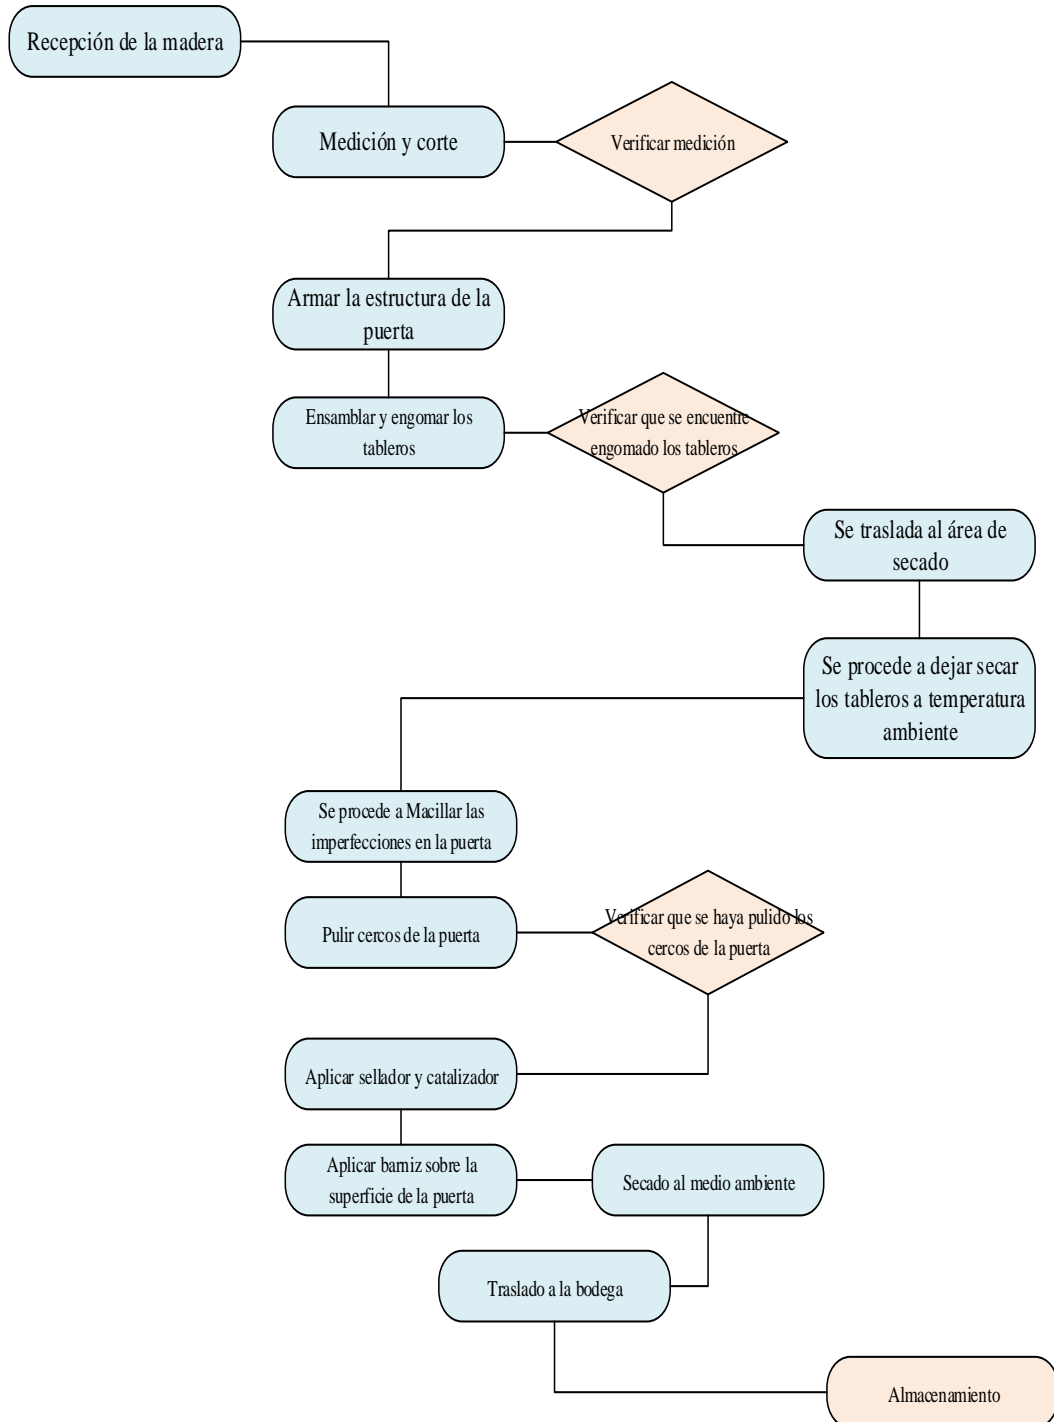 Recepción de la madera
Medición y corte
Verificar medición
Armar la estructura de la
puerta
Ensamblar y engomar los
tableros
Verificar que se encuentre
engomado los tableros
Se traslada al área de
secado
Se procede a dejar secar
los tableros a temperatura
ambiente
Se procede a Macillar las
imperfecciones en la puerta
Pulir cercos de la puerta
Verificar que se haya pulido los
cercos de la puerta
Aplicar sellador y catalizador
Aplicar barniz sobre la
superficie de la puerta
Secado al medio ambiente
Traslado a la bodega
Almacenamiento